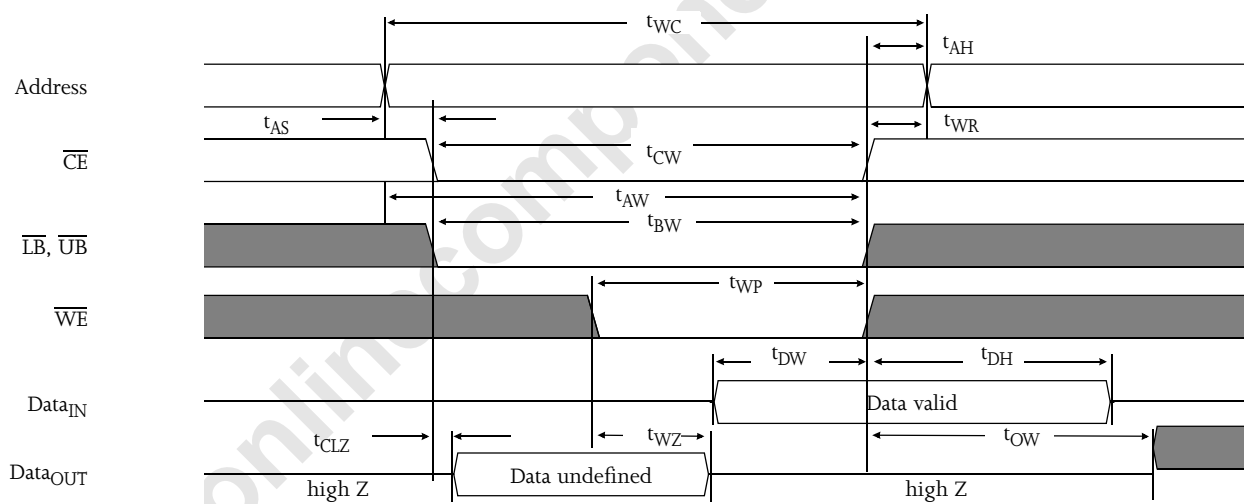 tWC
tAH
Address
tAS
tWR
CE
tCW
tAW
LB, UB
tBW
tWP
WE
tDW
tDH
DataIN
Data valid
tCLZ
tWZ
tOW
DataOUT
Data undefined
high Z
high Z
onlinecompone